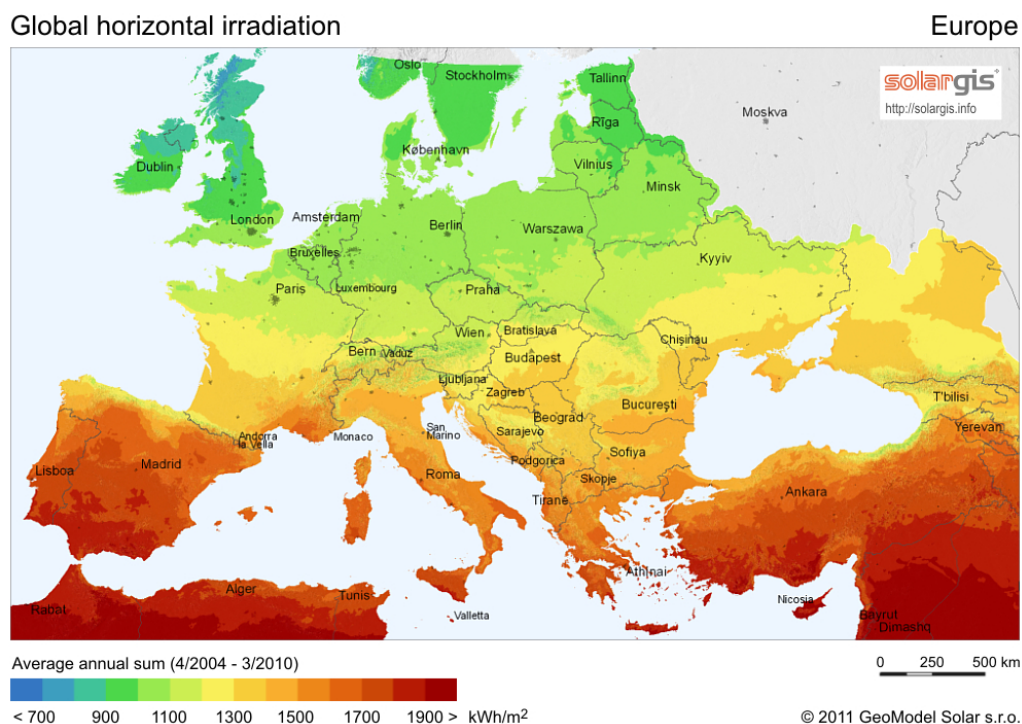 Global horizontal irradiation
Europe
solargis+
http://solargis.info
Oslo
Stockholm
Tallinn
Moskva
Rīga
København
Dublin
Vilnius
Minsk
London
Amsterdam
Berlin
Warszawa
Bruxelles
Kyyiv
Paris
Luxembourg
Praha
Wien
Bratislava
Chişinău
Bern
Vaduz
Budapest
Ljubljana
Zagreb
T'bilisi
Bucureşti
Beograd
Yerevan
Andorra
la Vella
Monaco
San
Marino
Sarajevo
Sofiya
Podgorica
Lisboa
Madrid
Roma
Skopje
Ankara
Tiranë
Athínai
Alger
Tunis
Rabat
Valletta
Nicosia
Bayrut
Dimashq
Average annual sum (4/2004 - 3/2010)
0 250 500 km
< 700 900 1100 1300 1500 1700 1900 > kWh/m²
© 2011 GeoModel Solar s.r.o.